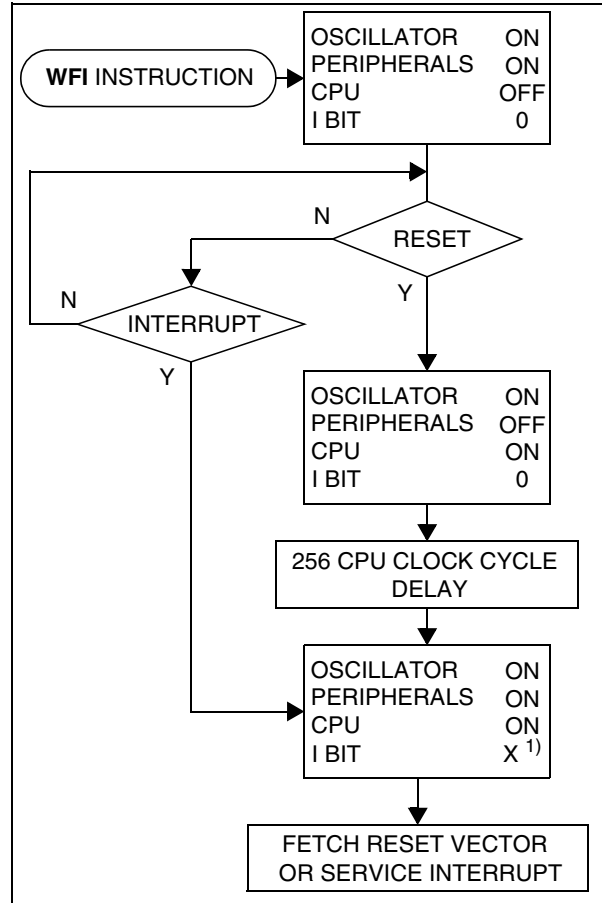 WFI INSTRUCTION
OSCILLATOR ON
PERIPHERALS ON
CPU OFF
I BIT 0
N
RESET
Y
N
INTERRUPT
Y
OSCILLATOR ON
PERIPHERALS OFF
CPU ON
I BIT 0
256 CPU CLOCK CYCLE
DELAY
OSCILLATOR ON
PERIPHERALS ON
CPU ON
I BIT X 1)
FETCH RESET VECTOR
OR SERVICE INTERRUPT